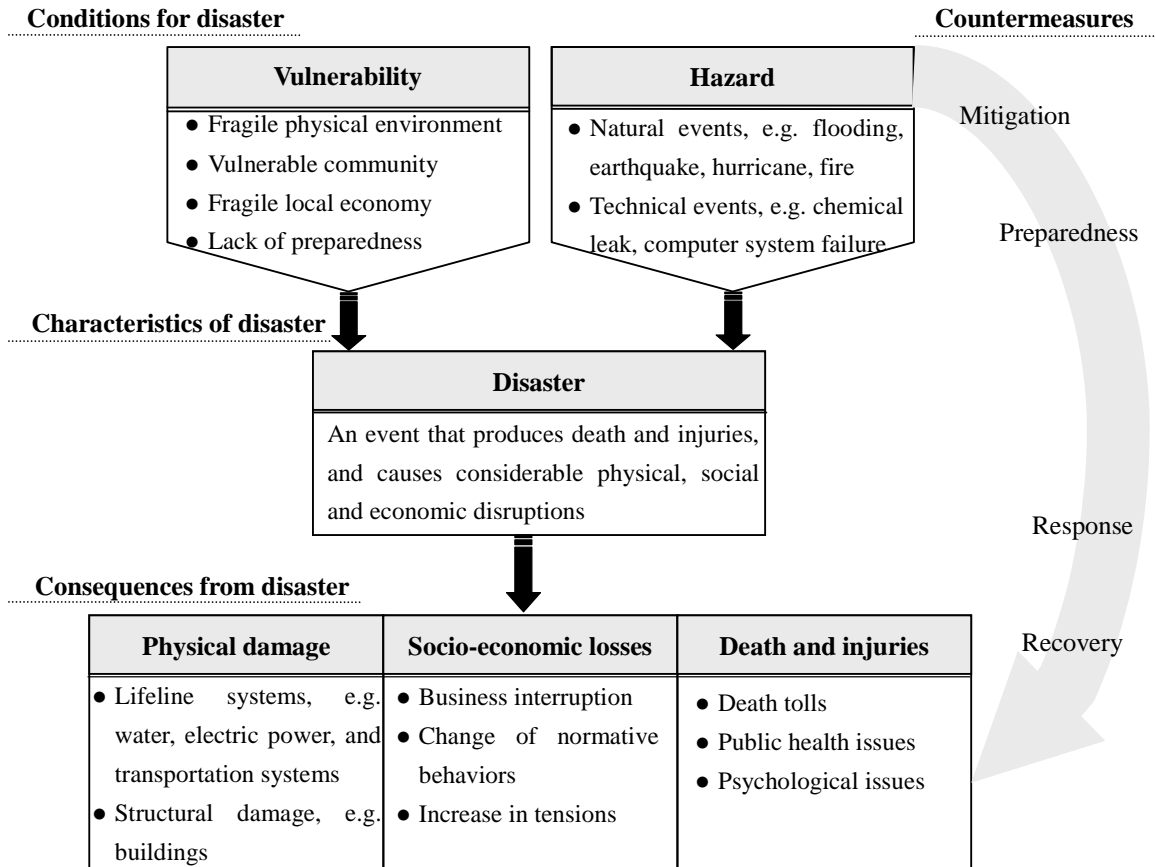 Conditions for disaster
Countermeasures
Vulnerability
● Fragile physical environment
● Vulnerable community
● Fragile local economy
● Lack of preparedness
Hazard
● Natural events, e.g. flooding,
earthquake, hurricane, fire
● Technical events, e.g. chemical
leak, computer system failure
Mitigation
Preparedness
Characteristics of disaster
Disaster
An event that produces death and injuries,
and causes considerable physical, social
and economic disruptions
Response
Consequences from disaster
Recovery
Physical damage
● Lifeline systems, e.g.
water, electric power, and
transportation systems
● Structural damage, e.g.
buildings
Socio-economic losses
● Business interruption
● Change of normative
behaviors
● Increase in tensions
Death and injuries
● Death tolls
● Public health issues
● Psychological issues